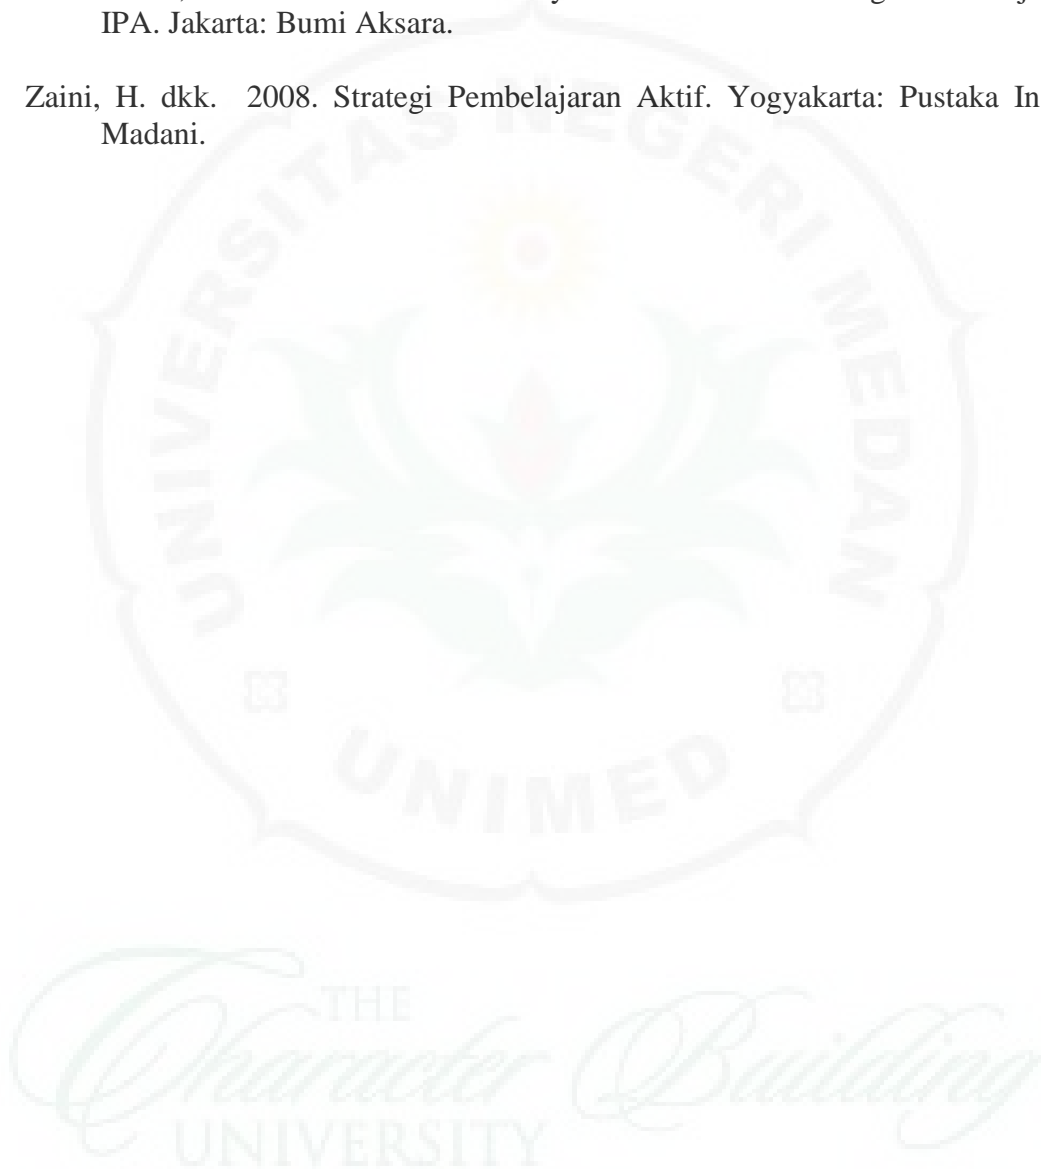 IPA. Jakarta: Bumi Aksara.
Zaini, H. dkk. 2008. Strategi Pembelajaran Aktif. Yogyakarta: Pustaka In
Madani.
UNIVERSITAS NEGERI MEDAN
UNIMED
THE
Character Building
UNIVERSITY